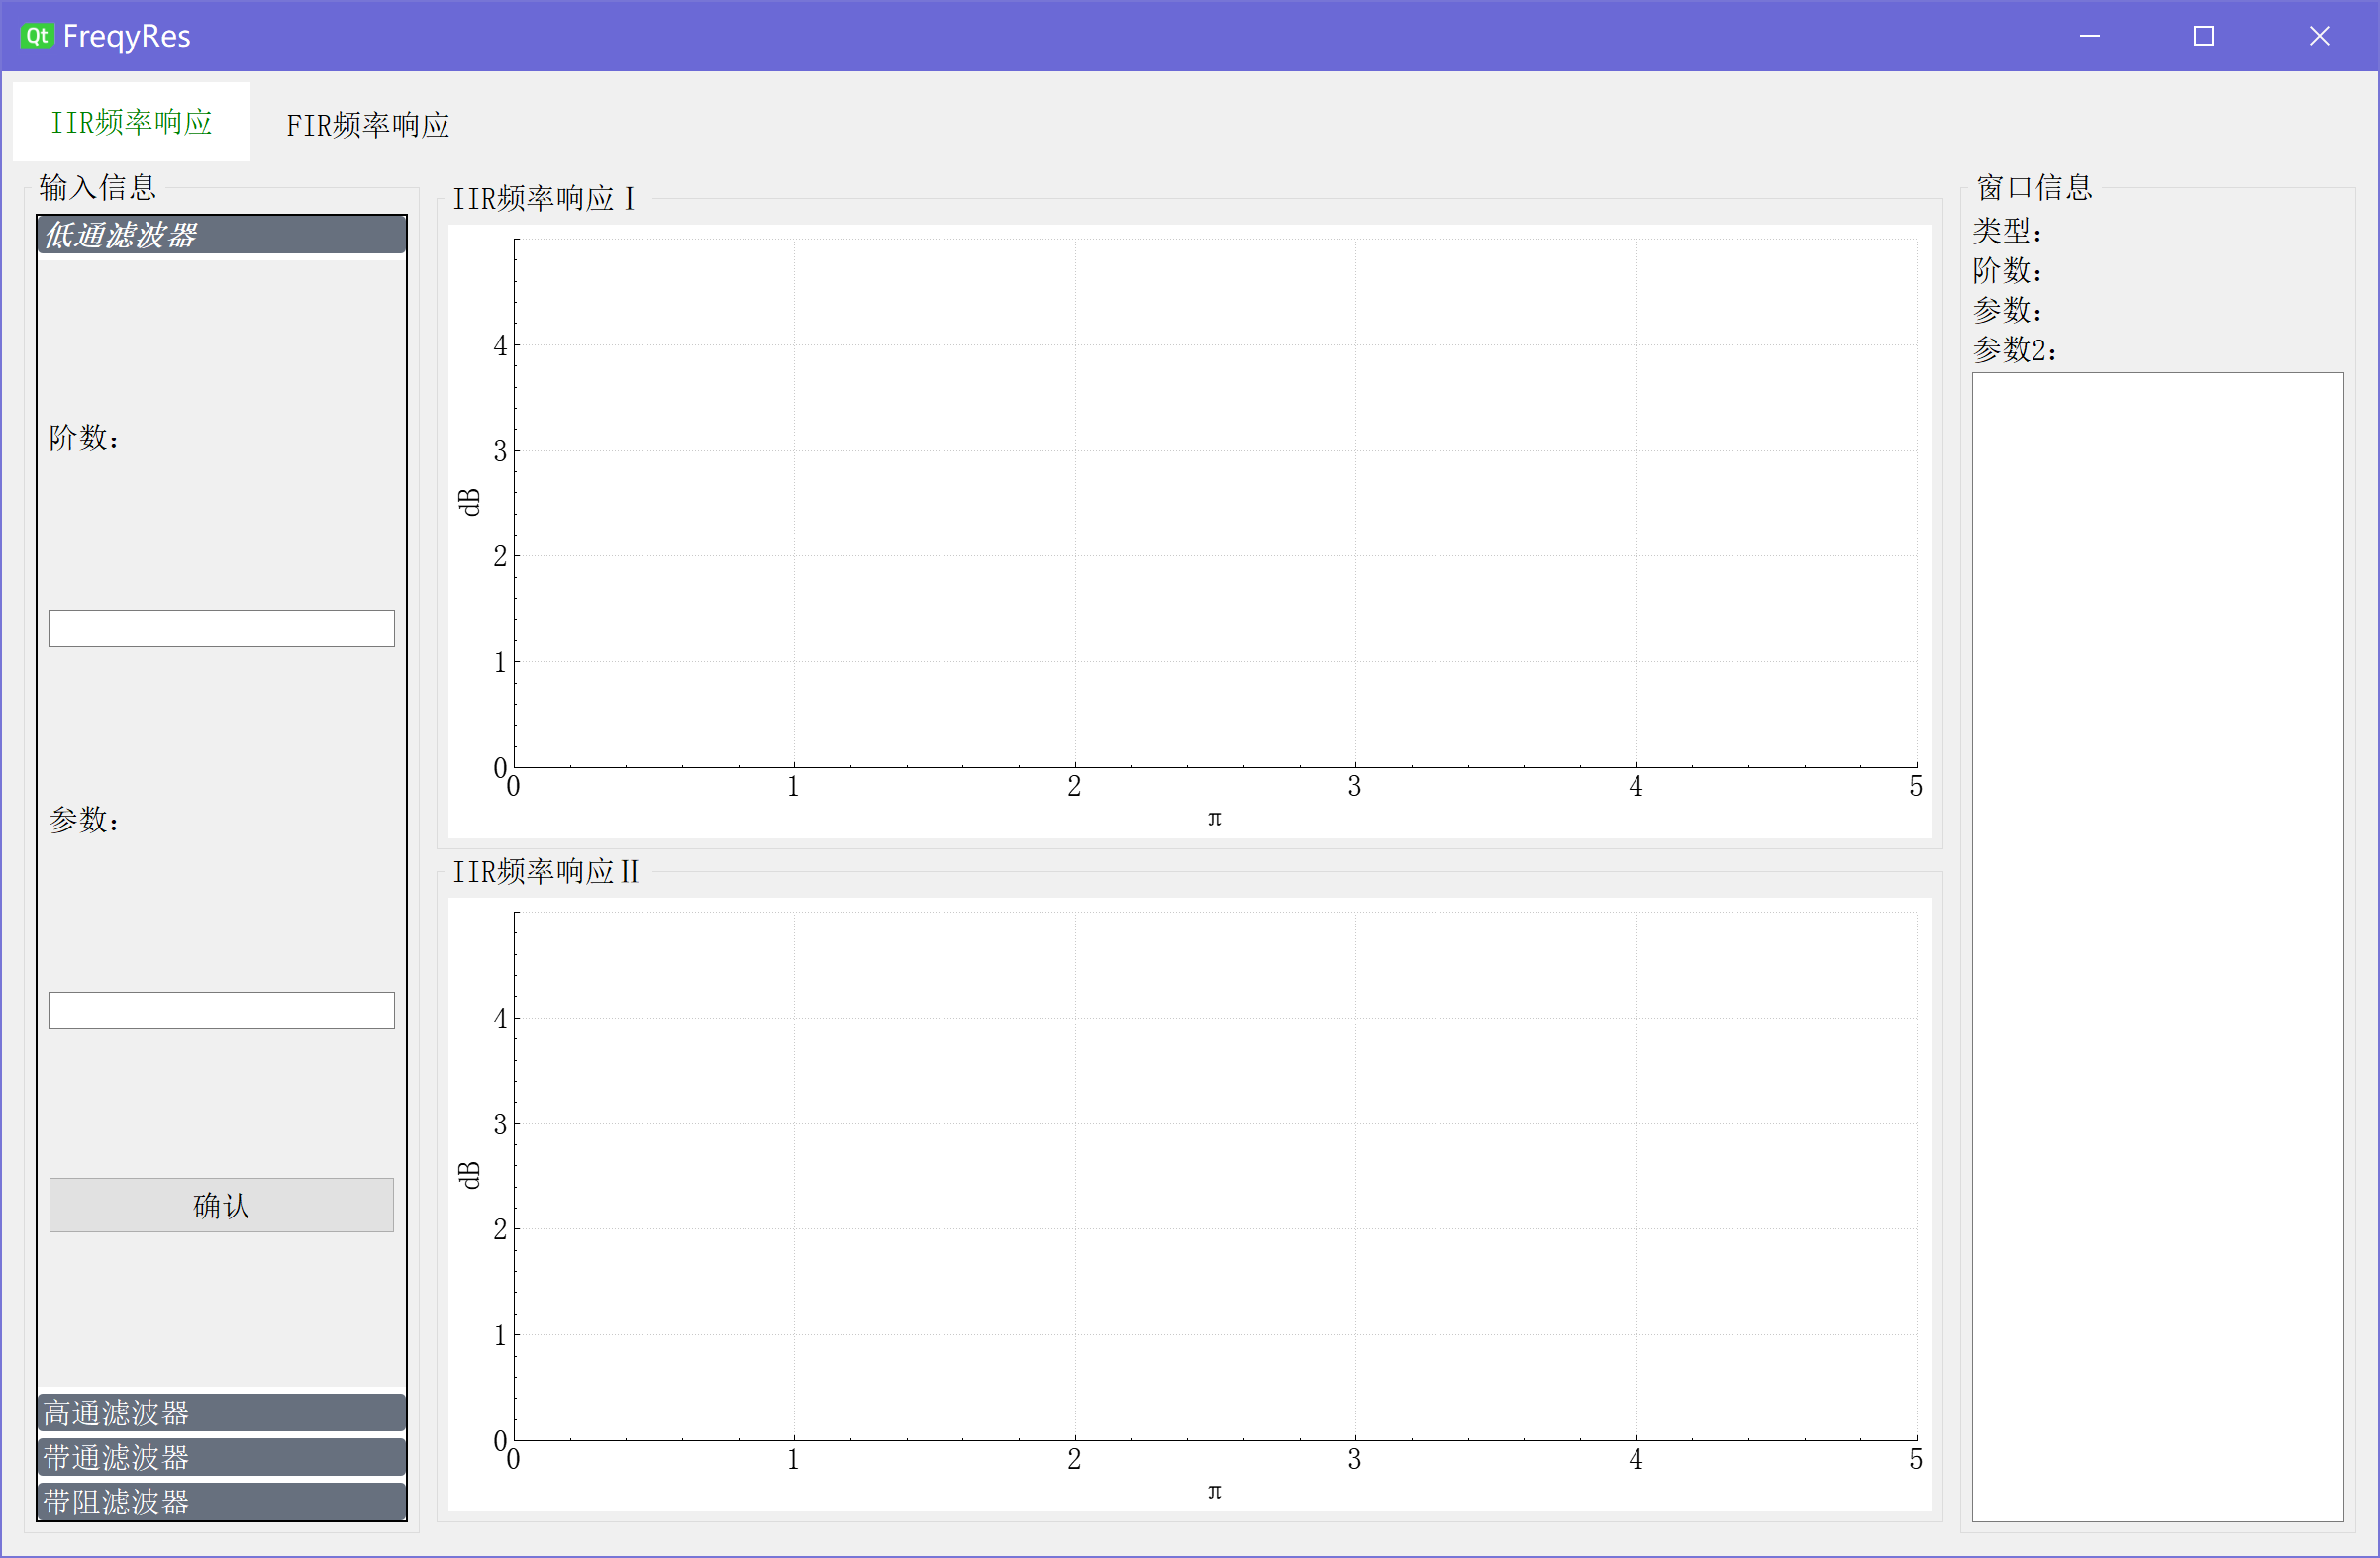 Qt FreqyRes
IIR频率响应 FIR频率响应
输入信息
低通滤波器
阶数：
参数：
确认
高通滤波器
带通滤波器
带阻滤波器
IIR频率响应Ⅰ
4
3
dB
2
1
0
0 1 2 3 4 5
π
IIR频率响应Ⅱ
4
3
dB
2
1
0
0 1 2 3 4 5
π
窗口信息
类型：
阶数：
参数：
参数2：